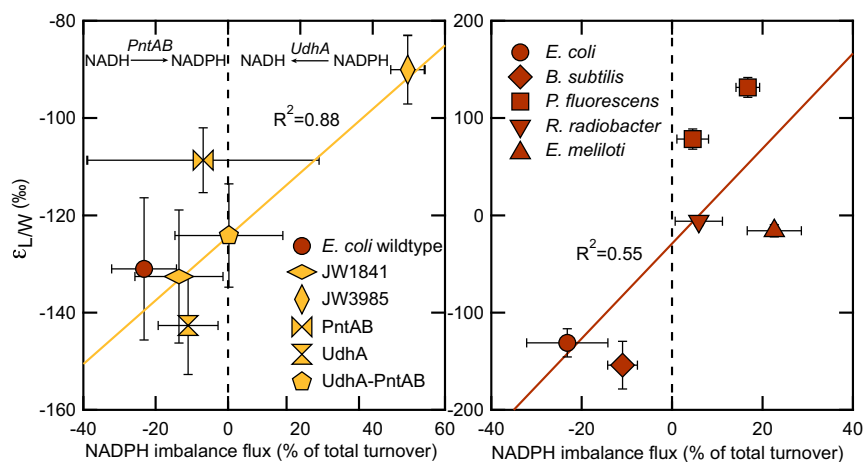 -80
-100
-120
-140
-160
εL/W (‰)
PntAB
NADH NADPH
UdhA
NADH NADPH
R²=0.88
E. coli wildtype
JW1841
JW3985
PntAB
UdhA
UdhA-PntAB
-40 -20 0 20 40 60
NADPH imbalance flux (% of total turnover)
200
100
0
-100
-200
E. coli
B. subtilis
P. fluorescens
R. radiobacter
E. meliloti
R²=0.55
-40 -20 0 20 40
NADPH imbalance flux (% of total turnover)